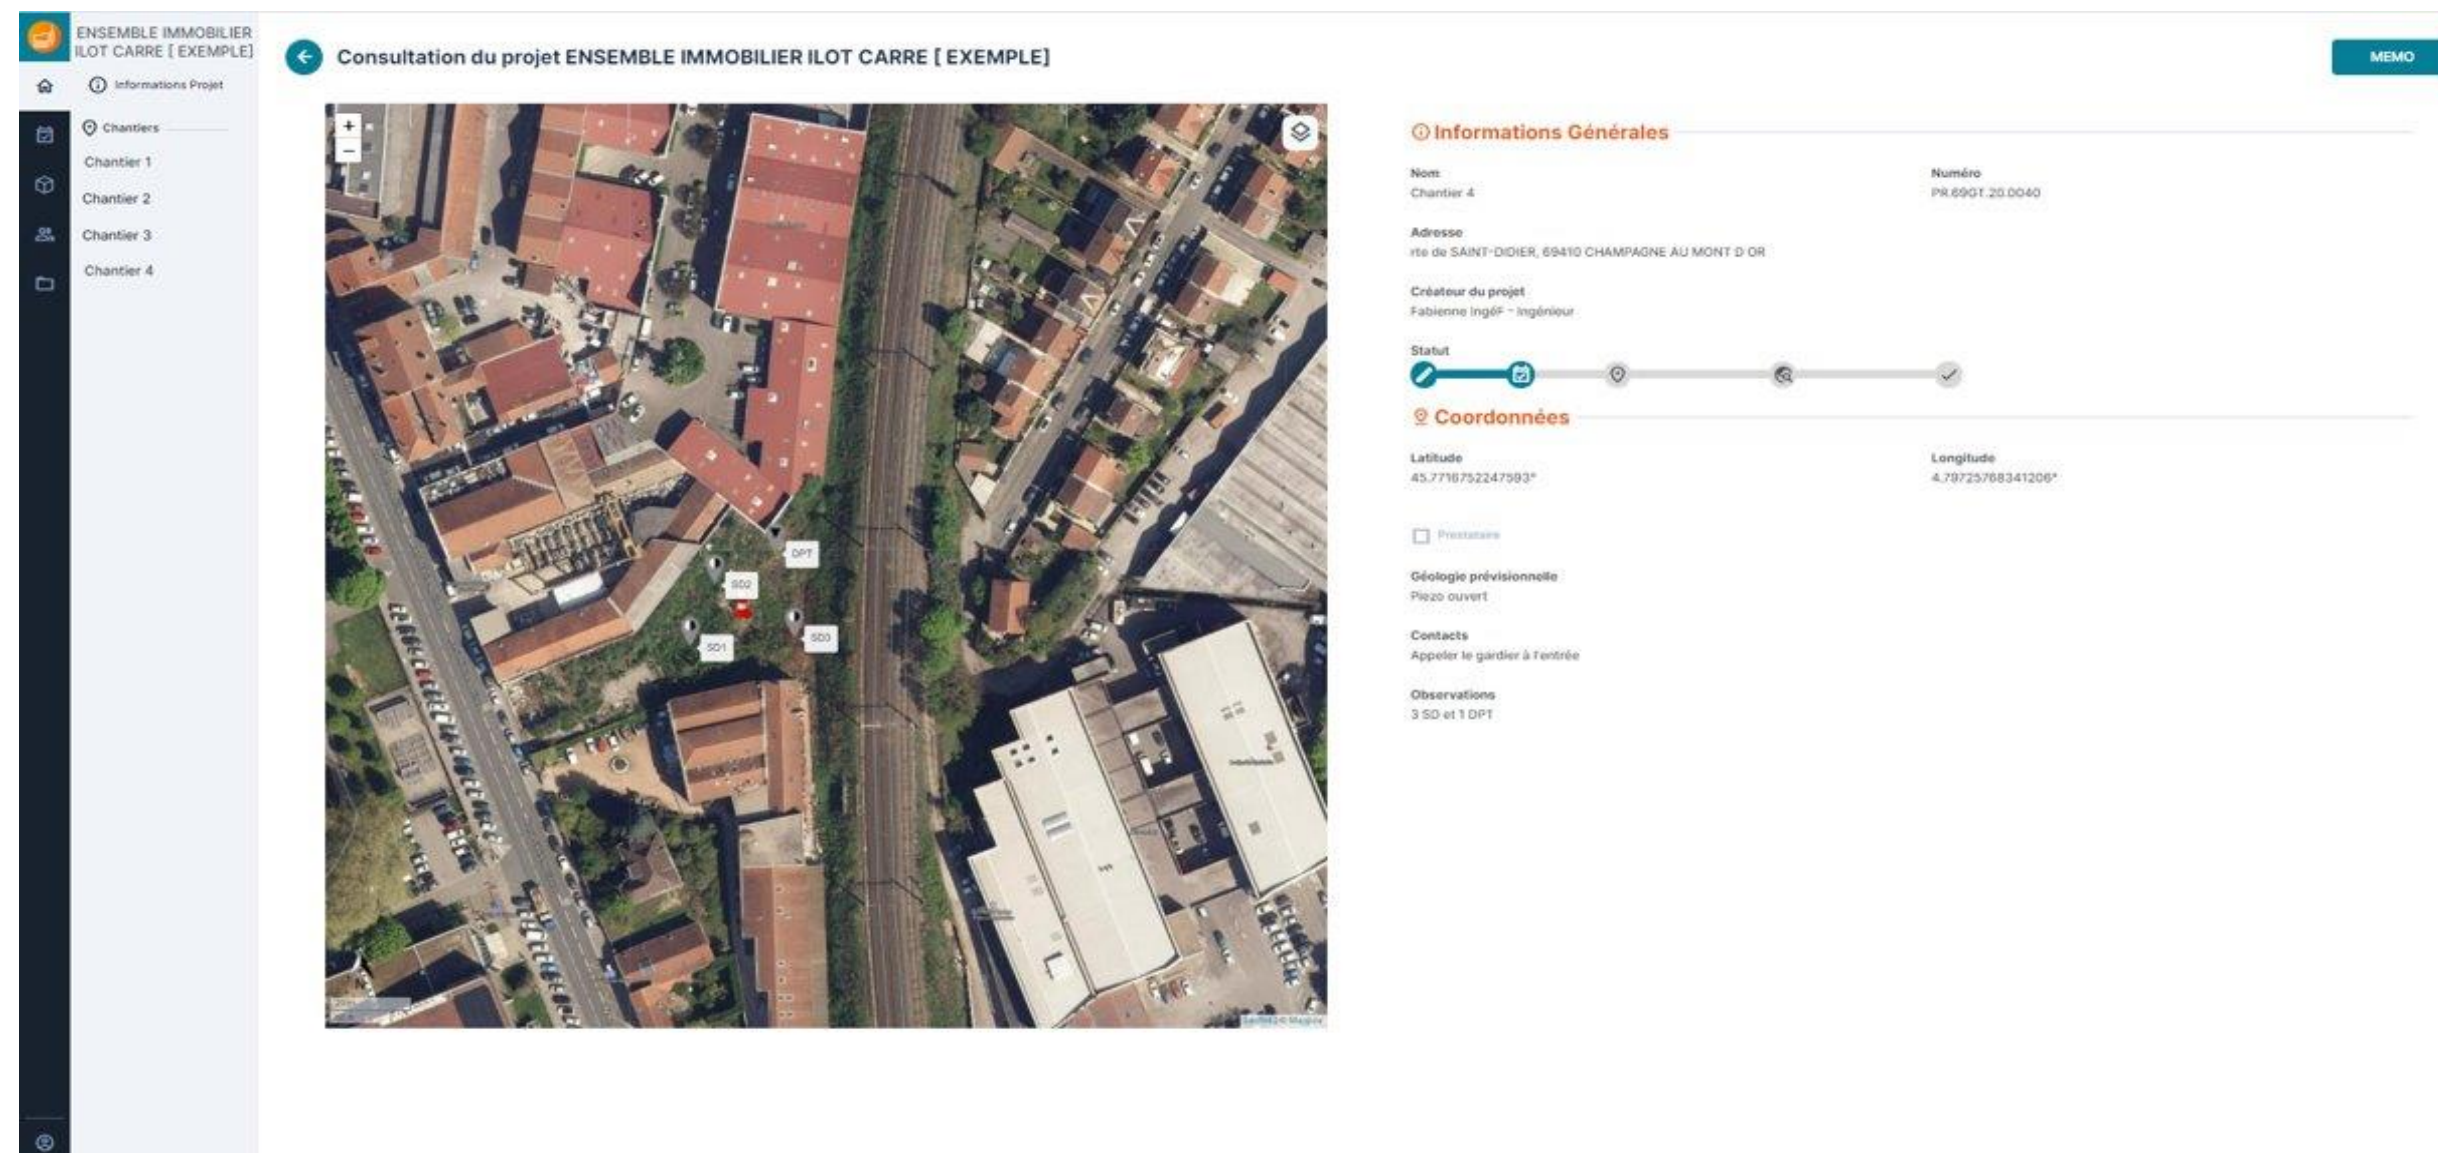 ENSEMBLE IMMOBILIER
ILOT CARRE [ EXEMPLE]
Informations Projet
Chantiers
Chantier 1
Chantier 2
Chantier 3
Chantier 4
Consultation du projet ENSEMBLE IMMOBILIER ILOT CARRE [ EXEMPLE]
MEMO
+
−
DPT
SD2
SD1
SD3
Informations Générales
Nom
Chantier 4
Numéro
PR.69GT.20.0040
Adresse
rte de SAINT-DIDIER, 69410 CHAMPAGNE AU MONT D OR
Créateur du projet
Fabienne IngéF - Ingénieur
Statut
Coordonnées
Latitude
45.7716752247593°
Longitude
4.79725768341206°
Prestataire
Géologie prévisionnelle
Piezo ouvert
Contacts
Appeler le gardier à l'entrée
Observations
3 SD et 1 DPT